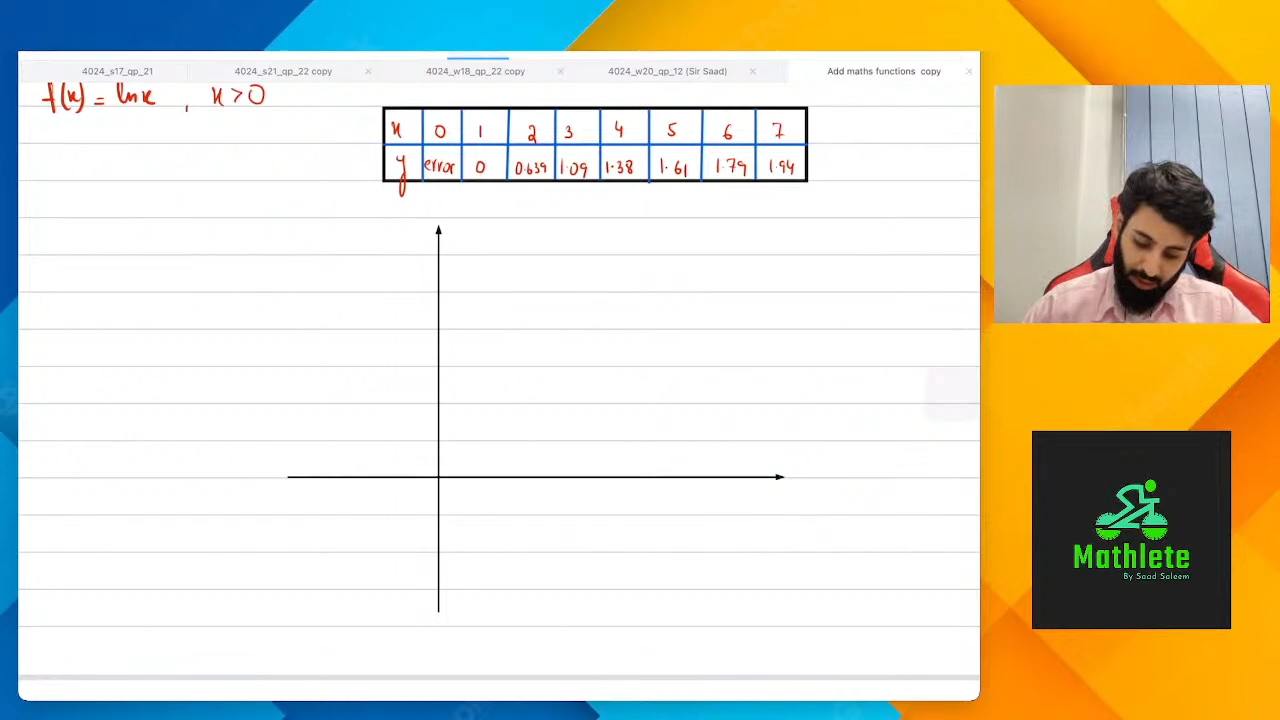 4024_s17_qp_21 4024_s21_qp_22 copy 4024_w18_qp_22 copy 4024_w20_qp_12 (Sir Saad) Add maths functions copy
f(x) = lnx , x > 0
x 0 1 2 3 4 5 6 7
y error 0 0.639 1.09 1.38 1.61 1.79 1.94
Mathlete
By Saad Saleem